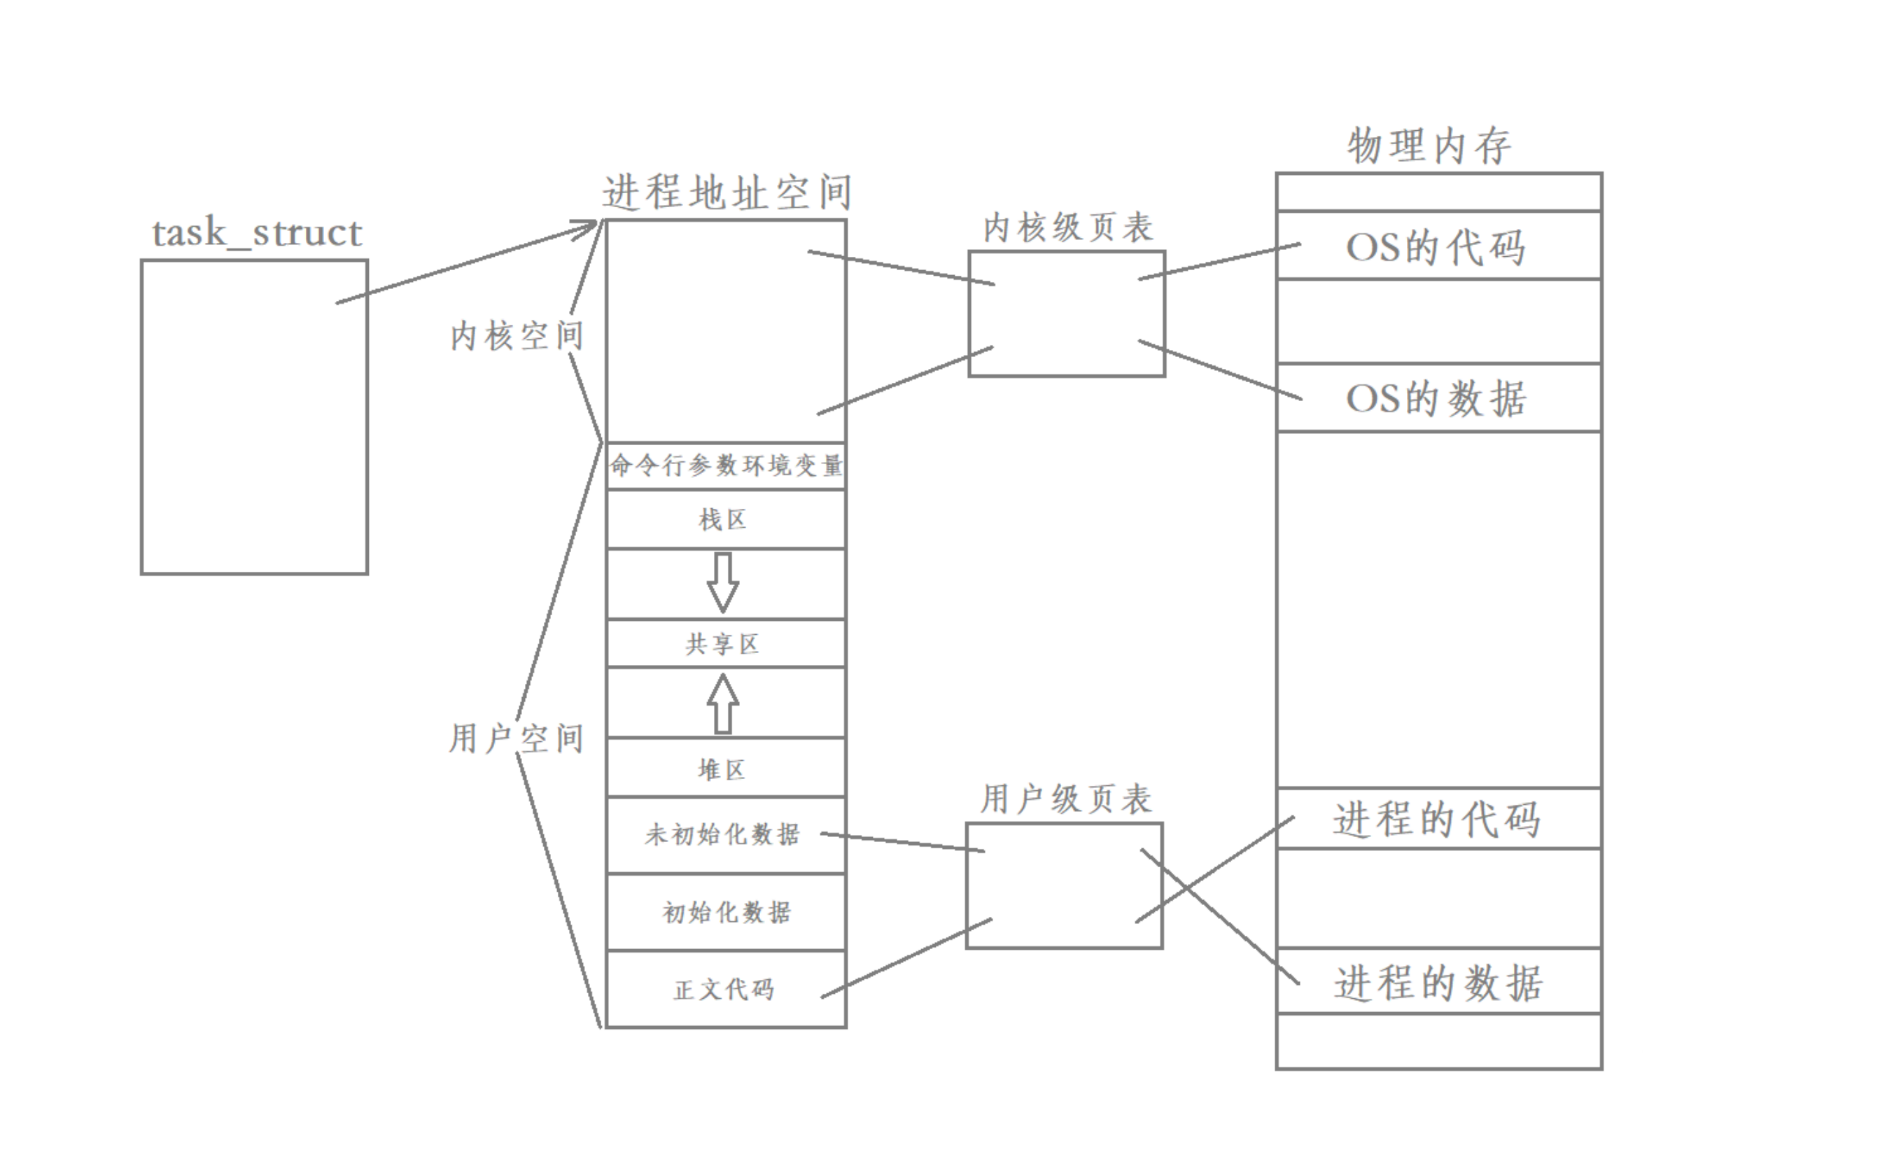 task_struct
进程地址空间
内核空间
用户空间
命令行参数环境变量
栈区
共享区
堆区
未初始化数据
初始化数据
正文代码
内核级页表
用户级页表
物理内存
OS的代码
OS的数据
进程的代码
进程的数据